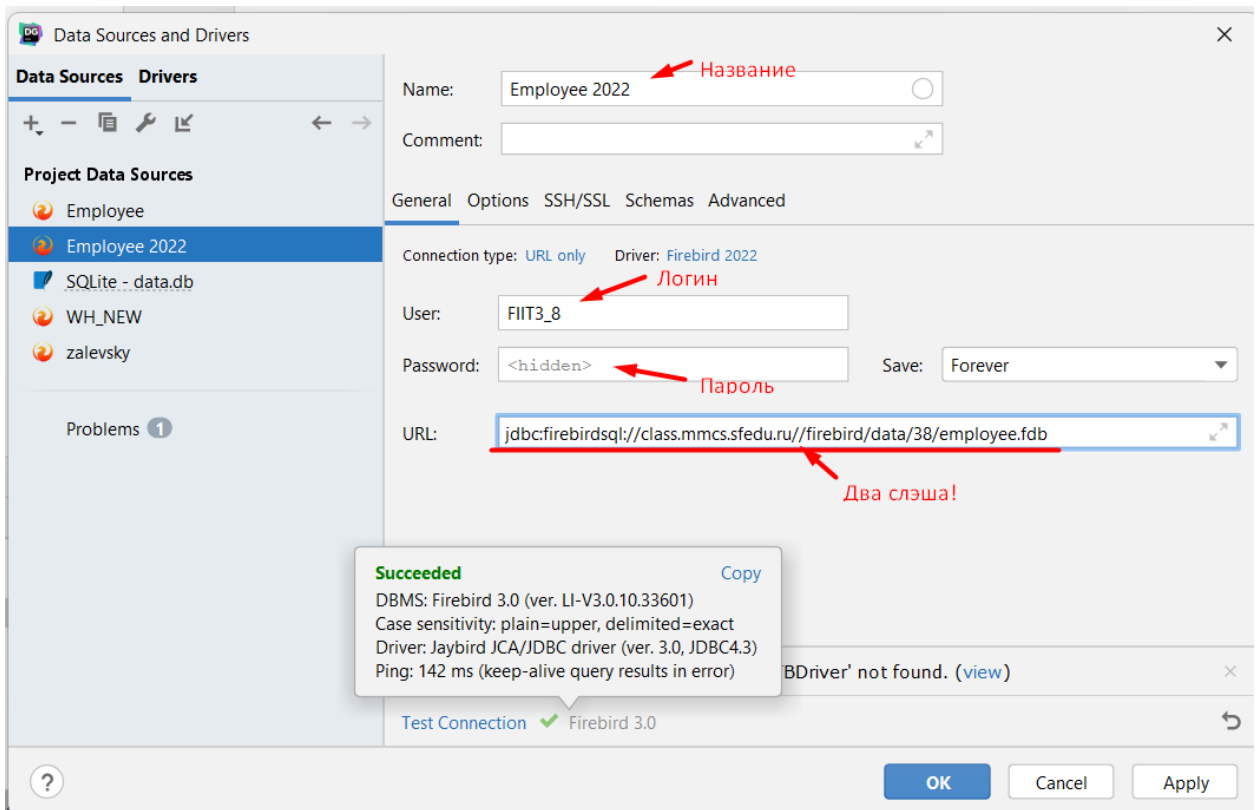 DG
Data Sources and Drivers
Data Sources Drivers
Project Data Sources
Employee
Employee 2022
SQLite - data.db
WH_NEW
zalevsky
Problems 1
Name: Employee 2022
Название
Comment:
General Options SSH/SSL Schemas Advanced
Connection type: URL only Driver: Firebird 2022
Логин
User: FIIT3_8
Password: <hidden> Save: Forever
Пароль
URL: jdbc:firebirdsql://class.mmcs.sfedu.ru//firebird/data/38/employee.fdb
Два слэша!
Succeeded Copy
DBMS: Firebird 3.0 (ver. LI-V3.0.10.33601)
Case sensitivity: plain=upper, delimited=exact
Driver: Jaybird JCA/JDBC driver (ver. 3.0, JDBC4.3)
Ping: 142 ms (keep-alive query results in error)
BDriver' not found. (view)
Test Connection Firebird 3.0
? OK Cancel Apply